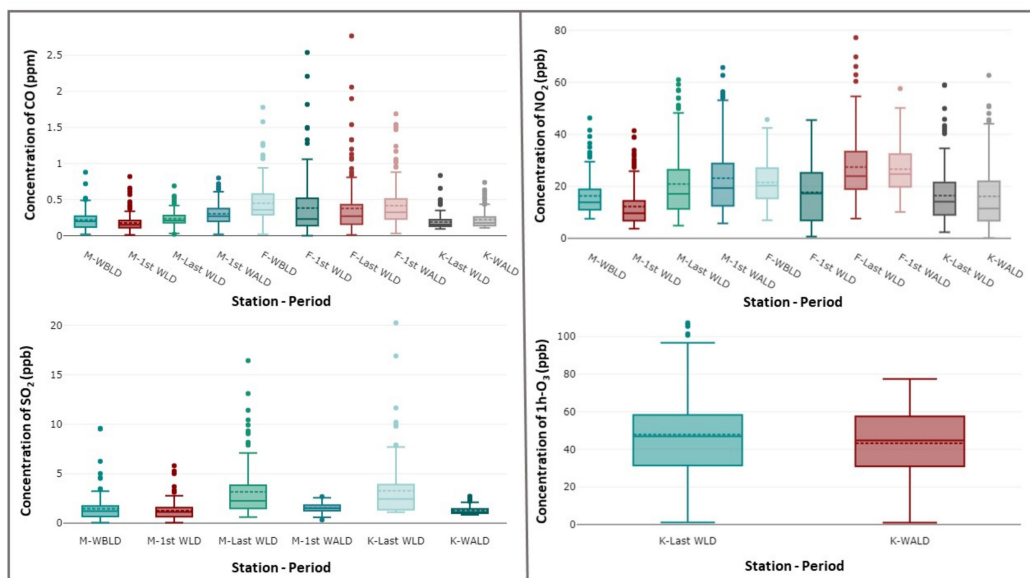 Concentration of CO (ppm)
2.5
2
1.5
1
0.5
0
M-WBLD
M-1st WLD
M-Last WLD
M-1st WALD
F-WBLD
F-1st WLD
F-Last WLD
F-1st WALD
K-Last WLD
K-WALD
Station - Period
Concentration of NO₂ (ppb)
80
60
40
20
0
M-WBLD
M-1st WLD
M-Last WLD
M-1st WALD
F-WBLD
F-1st WLD
F-Last WLD
F-1st WALD
K-Last WLD
K-WALD
Station - Period
Concentration of SO₂ (ppb)
20
15
10
5
0
M-WBLD
M-1st WLD
M-Last WLD
M-1st WALD
K-Last WLD
K-WALD
Station - Period
Concentration of 1h-O₃ (ppb)
100
80
60
40
20
0
K-Last WLD
K-WALD
Station - Period